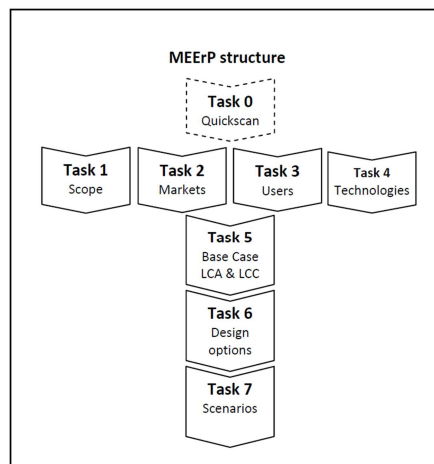 MEErP structure
Task 0
Quickscan
Task 1
Scope
Task 2
Markets
Task 3
Users
Task 4
Technologies
Task 5
Base Case
LCA & LCC
Task 6
Design
options
Task 7
Scenarios